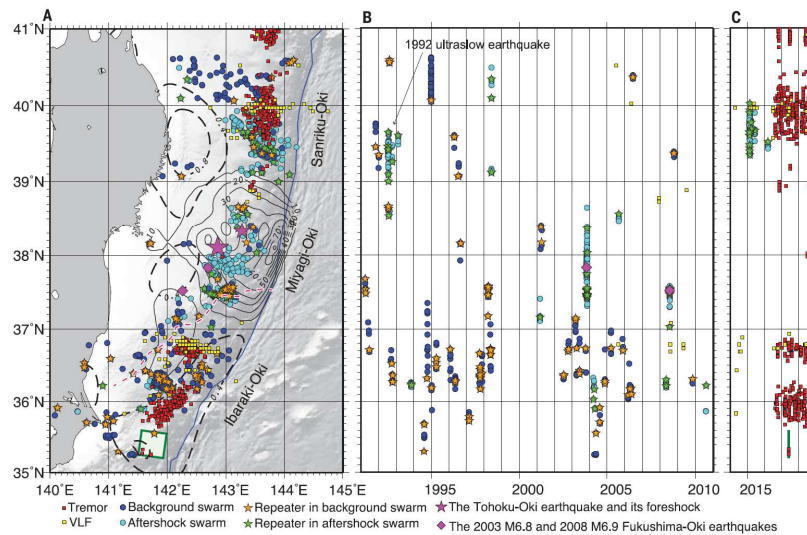 A
B
C
1992 ultraslow earthquake
41°N
40°N
39°N
38°N
37°N
36°N
35°N
Sanriku-Oki
Miyagi-Oki
Ibaraki-Oki
140°E 141°E 142°E 143°E 144°E 145°E
1995 2000 2005 2010 2015
Tremor Background swarm Repeater in background swarm The Tohoku-Oki earthquake and its foreshock
VLF Aftershock swarm Repeater in aftershock swarm The 2003 M6.8 and 2008 M6.9 Fukushima-Oki earthquakes